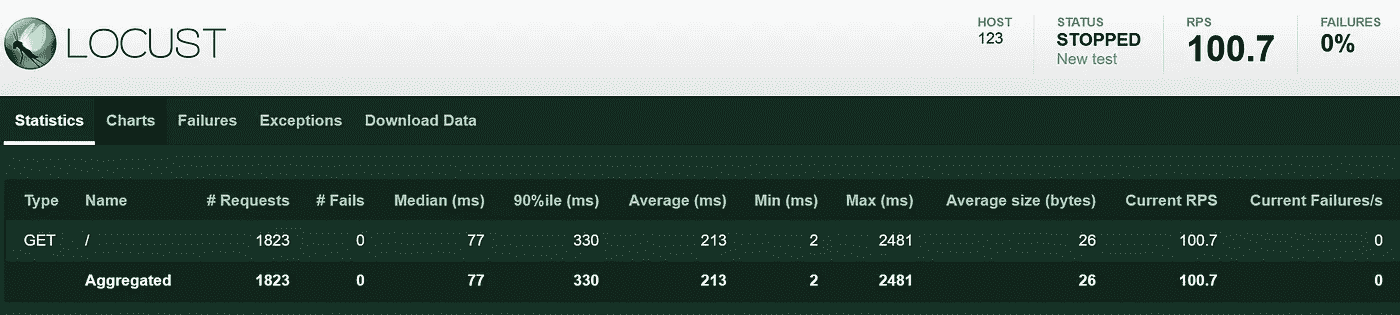 LOCUST
HOST
123
STATUS
STOPPED
New test
RPS
100.7
FAILURES
0%
Statistics Charts Failures Exceptions Download Data
Type Name # Requests # Fails Median (ms) 90%ile (ms) Average (ms) Min (ms) Max (ms) Average size (bytes) Current RPS Current Failures/s
GET / 1823 0 77 330 213 2 2481 26 100.7 0
Aggregated 1823 0 77 330 213 2 2481 26 100.7 0